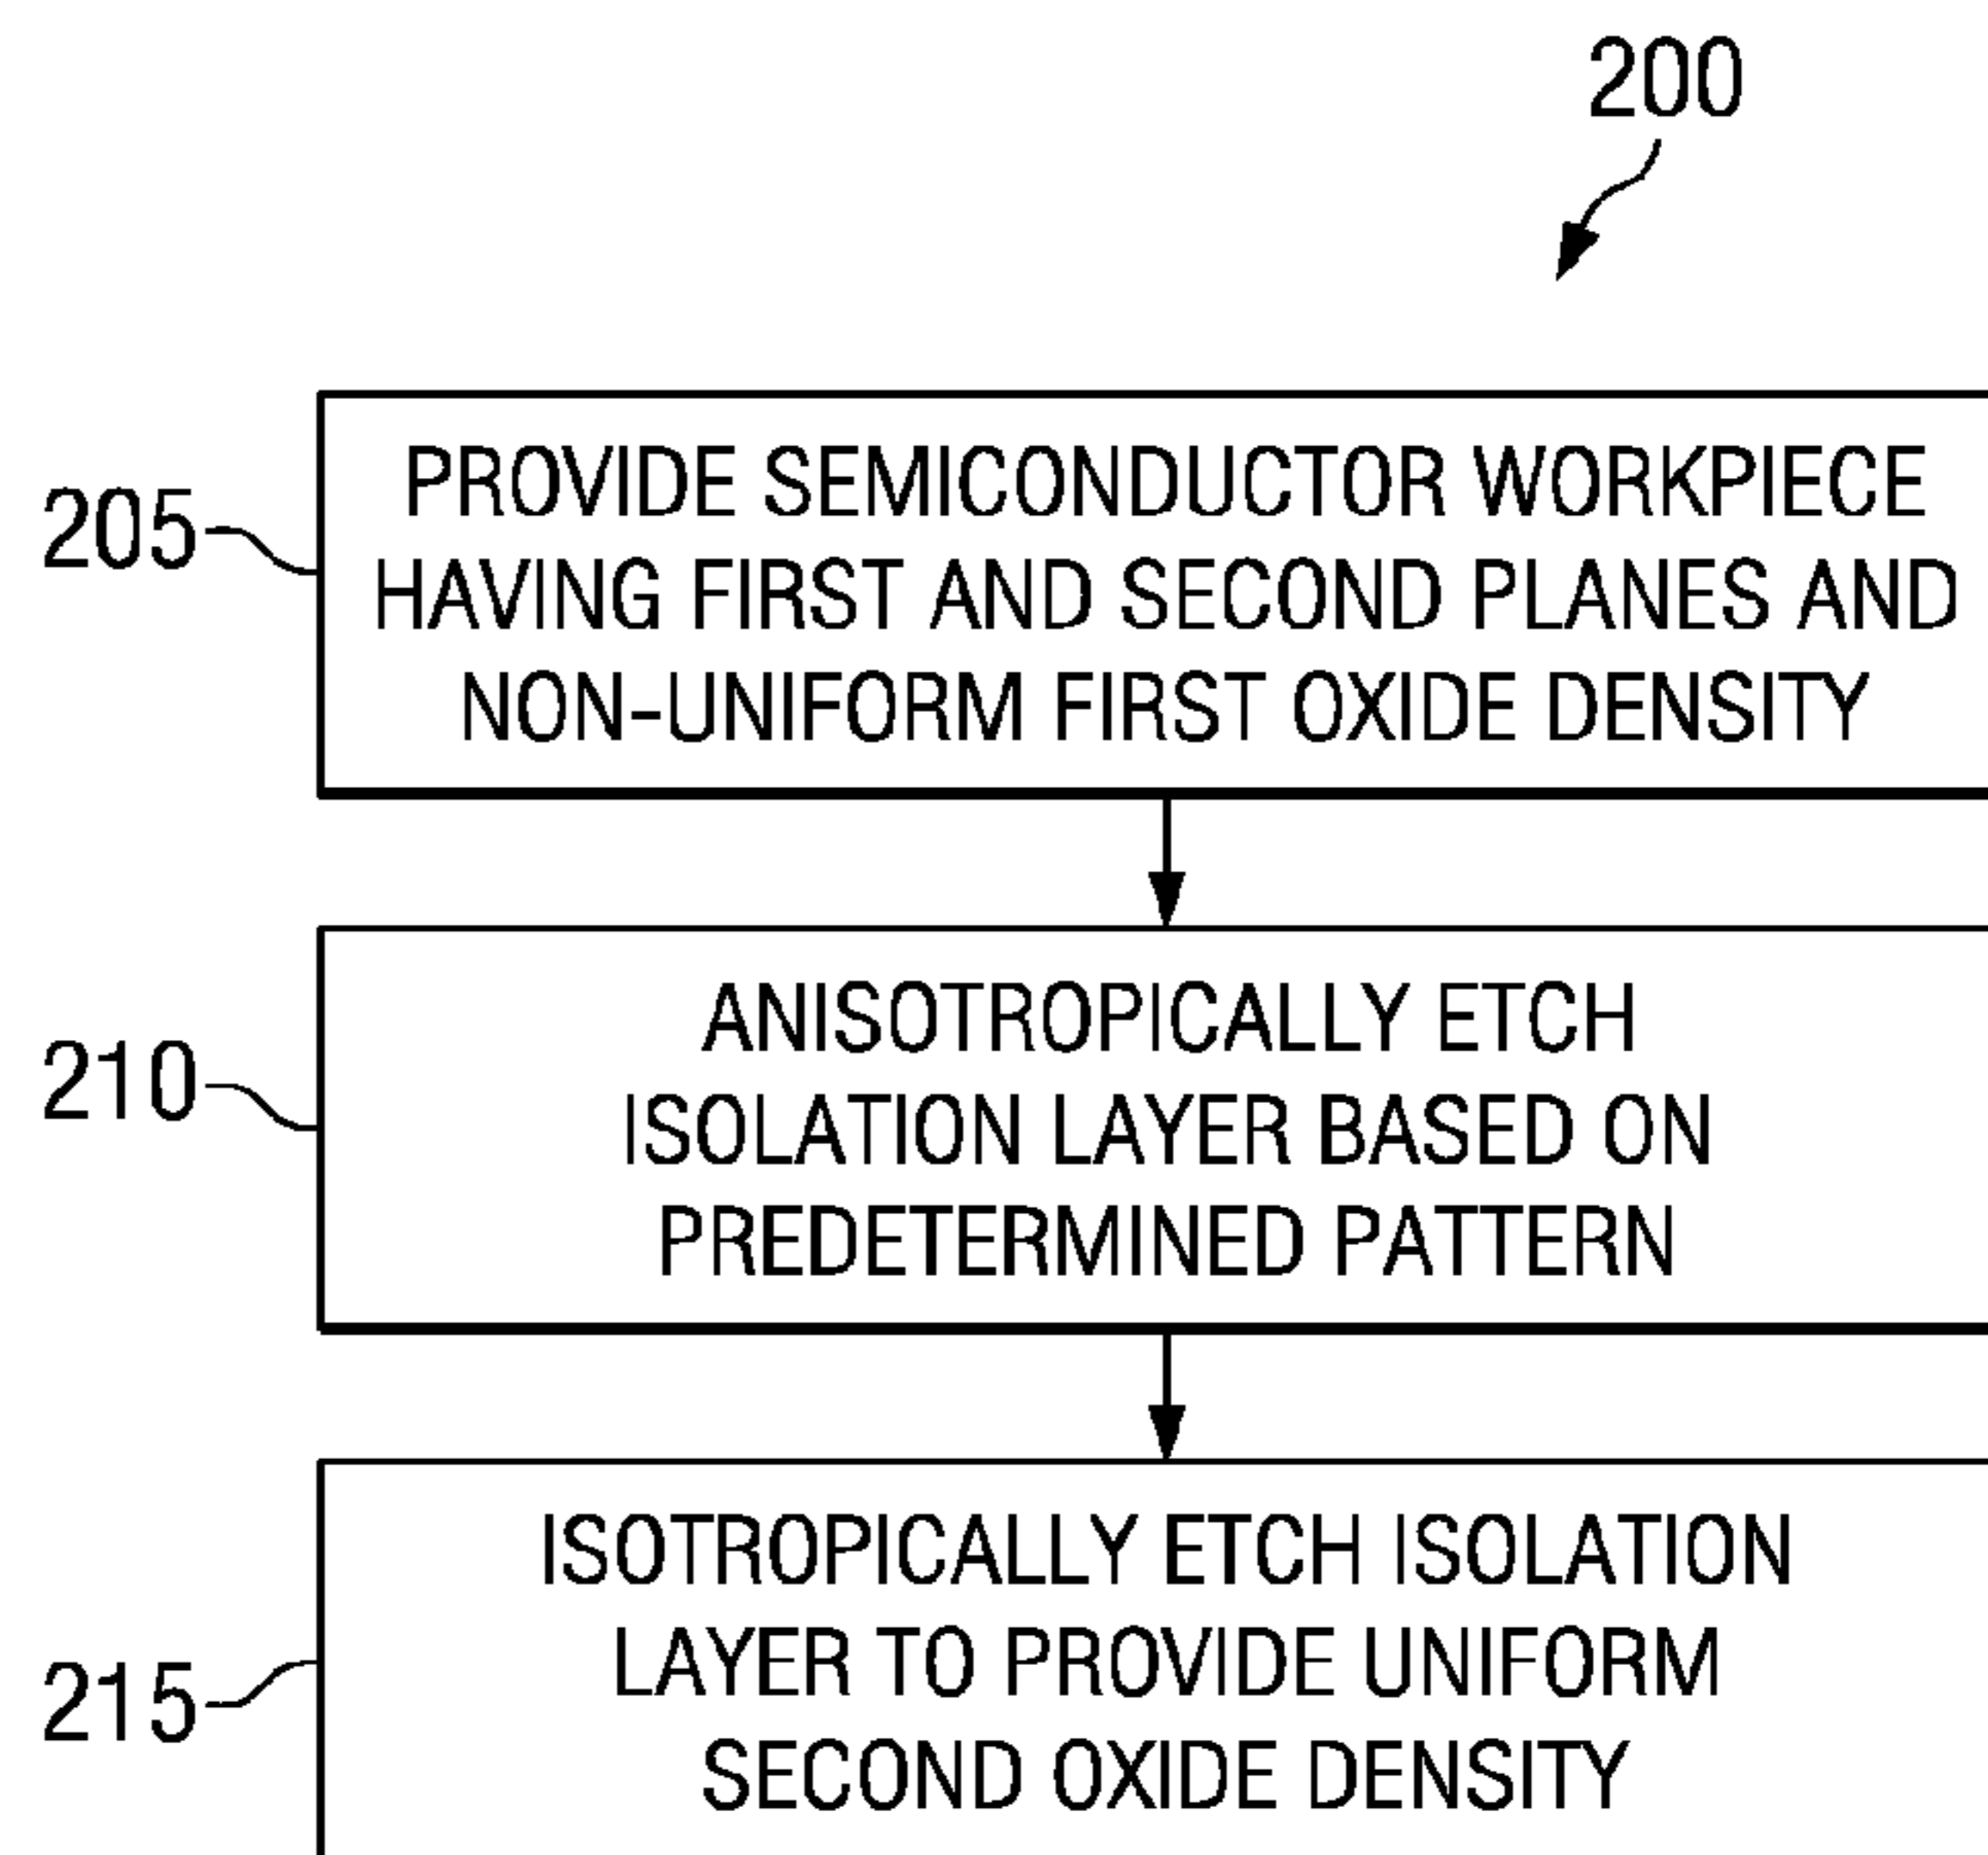 200
205
PROVIDE SEMICONDUCTOR WORKPIECE
HAVING FIRST AND SECOND PLANES AND
NON-UNIFORM FIRST OXIDE DENSITY
210
ANISOTROPICALLY ETCH
ISOLATION LAYER BASED ON
PREDETERMINED PATTERN
215
ISOTROPICALLY ETCH ISOLATION
LAYER TO PROVIDE UNIFORM
SECOND OXIDE DENSITY